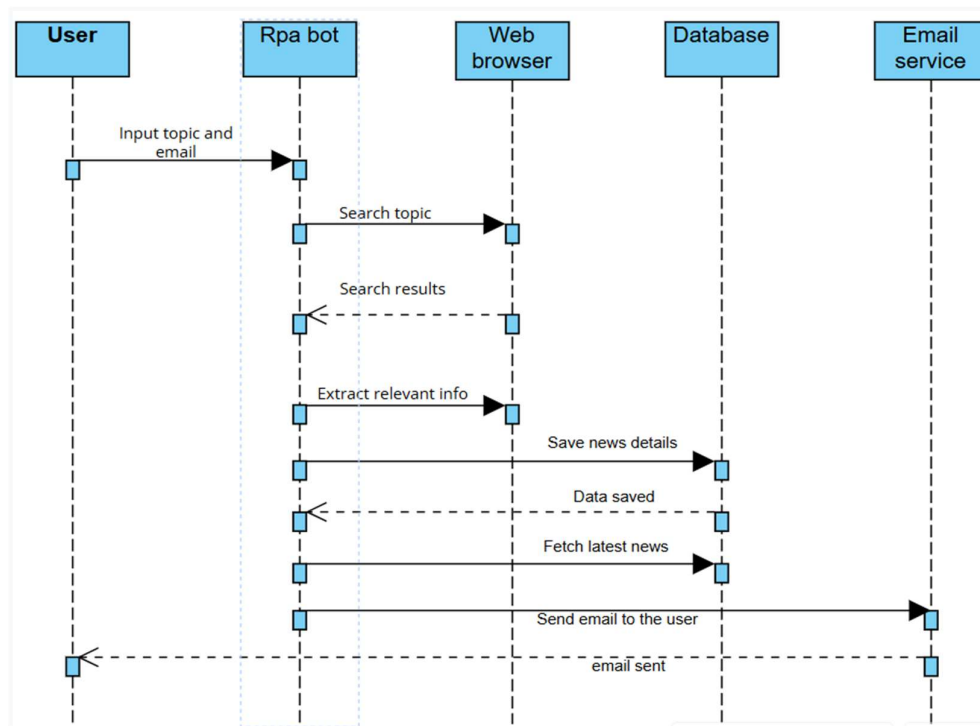 User
Rpa bot
Web
browser
Database
Email
service
Input topic and
email
Search topic
Search results
Extract relevant info
Save news details
Data saved
Fetch latest news
Send email to the user
email sent